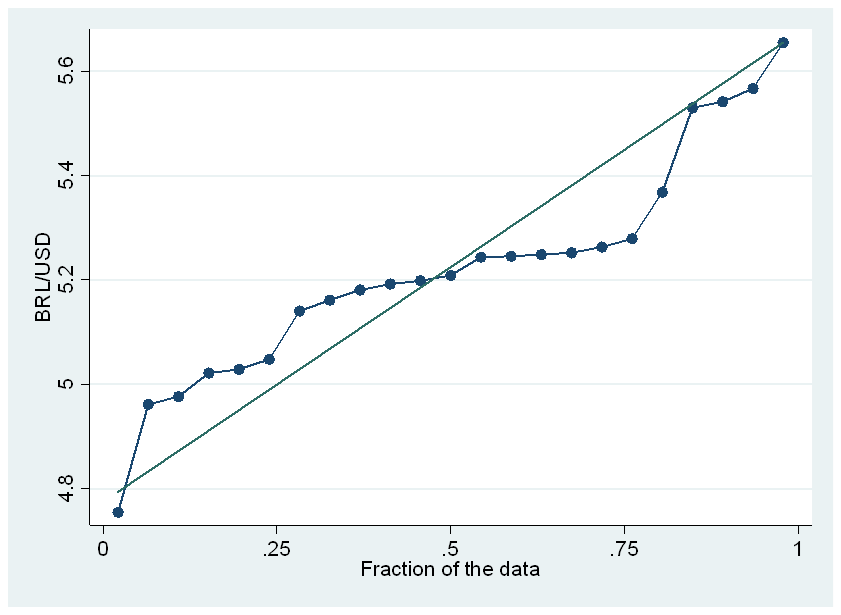 BRL/USD
5.6
5.4
5.2
5
4.8
0 .25 .5 .75 1
Fraction of the data